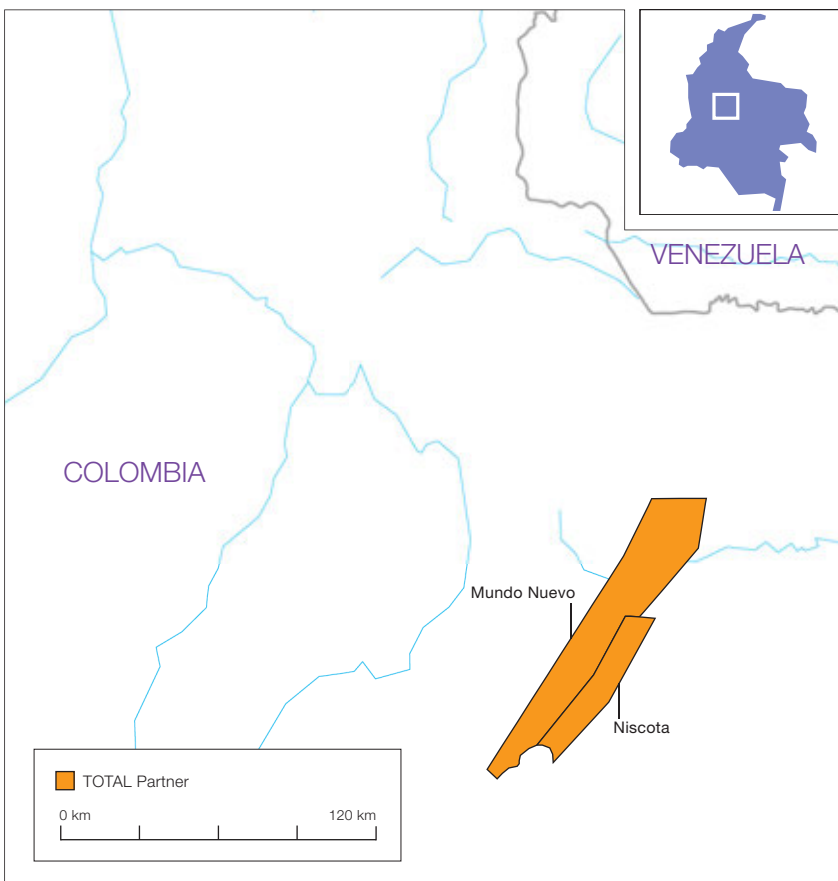 VENEZUELA
COLOMBIA
Mundo Nuevo
Niscota
TOTAL Partner
0 km 120 km